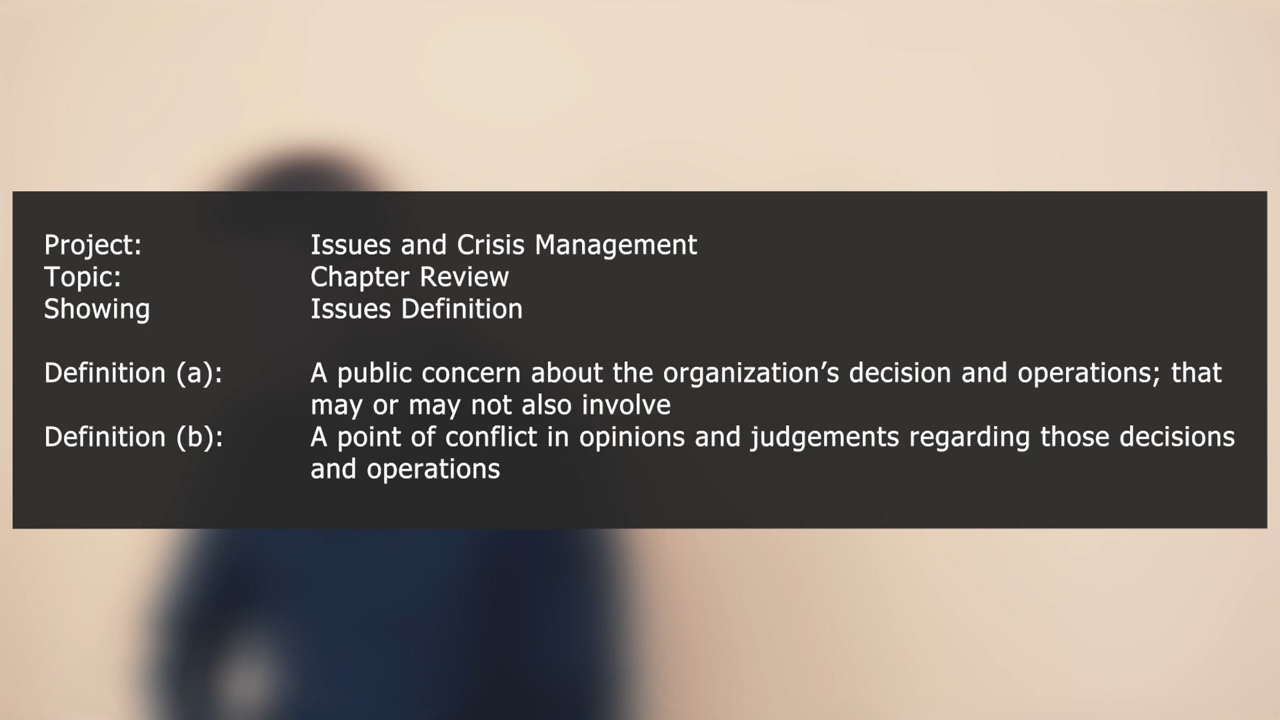 Project: Issues and Crisis Management
Topic: Chapter Review
Showing Issues Definition
Definition (a): A public concern about the organization’s decision and operations; that
may or may not also involve
Definition (b): A point of conflict in opinions and judgements regarding those decisions
and operations